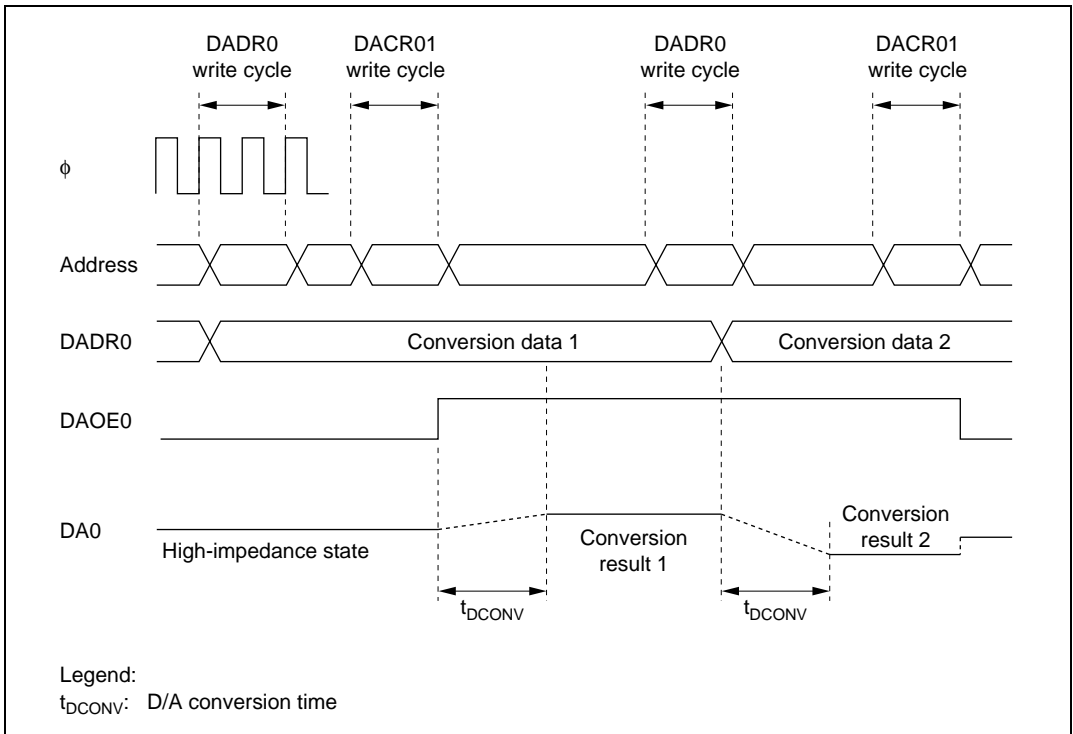 DADR0
write cycle
DACR01
write cycle
DADR0
write cycle
DACR01
write cycle
ϕ
Address
DADR0
Conversion data 1
Conversion data 2
DAOE0
DA0
High-impedance state
Conversion
result 1
Conversion
result 2
tDCONV
tDCONV
Legend:
tDCONV: D/A conversion time